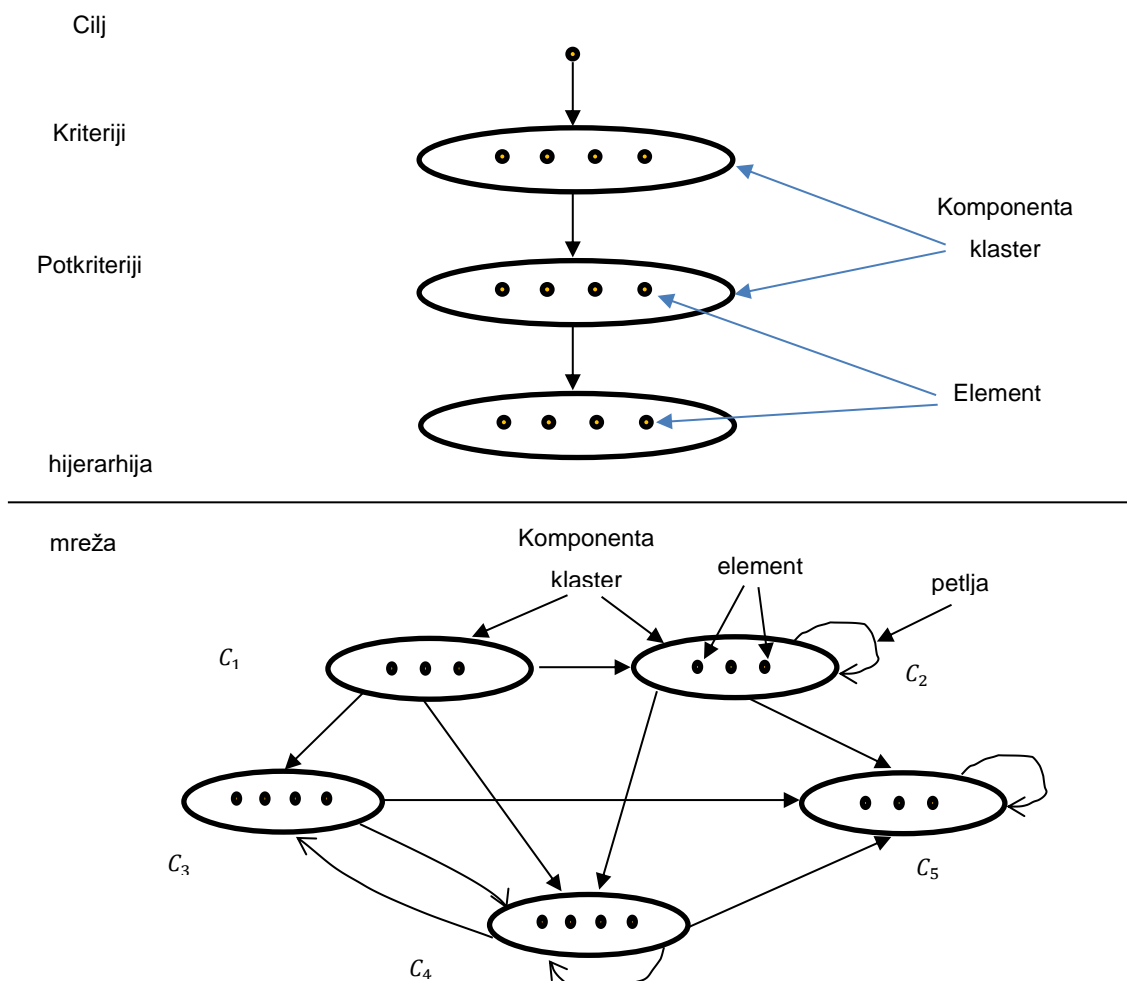 Cilj
Kriteriji
Komponenta
klaster
Potkriteriji
Element
hijerarhija
mreža
Komponenta
klaster
element
petlja
C₁
C₂
C₃
C₅
C₄